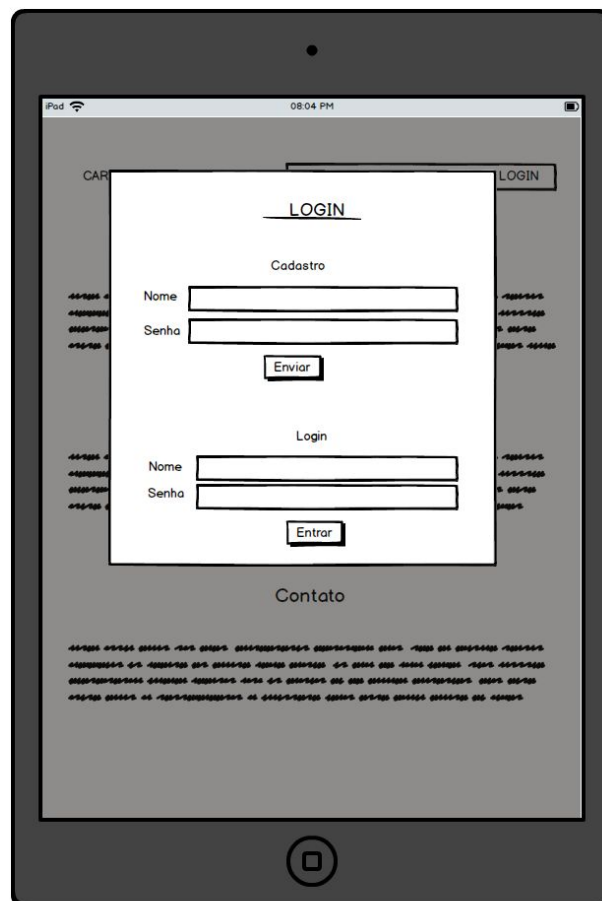 iPad 08:04 PM
CAR LOGIN
LOGIN
Cadastro
Nome
Senha
Enviar
Login
Nome
Senha
Entrar
Contato